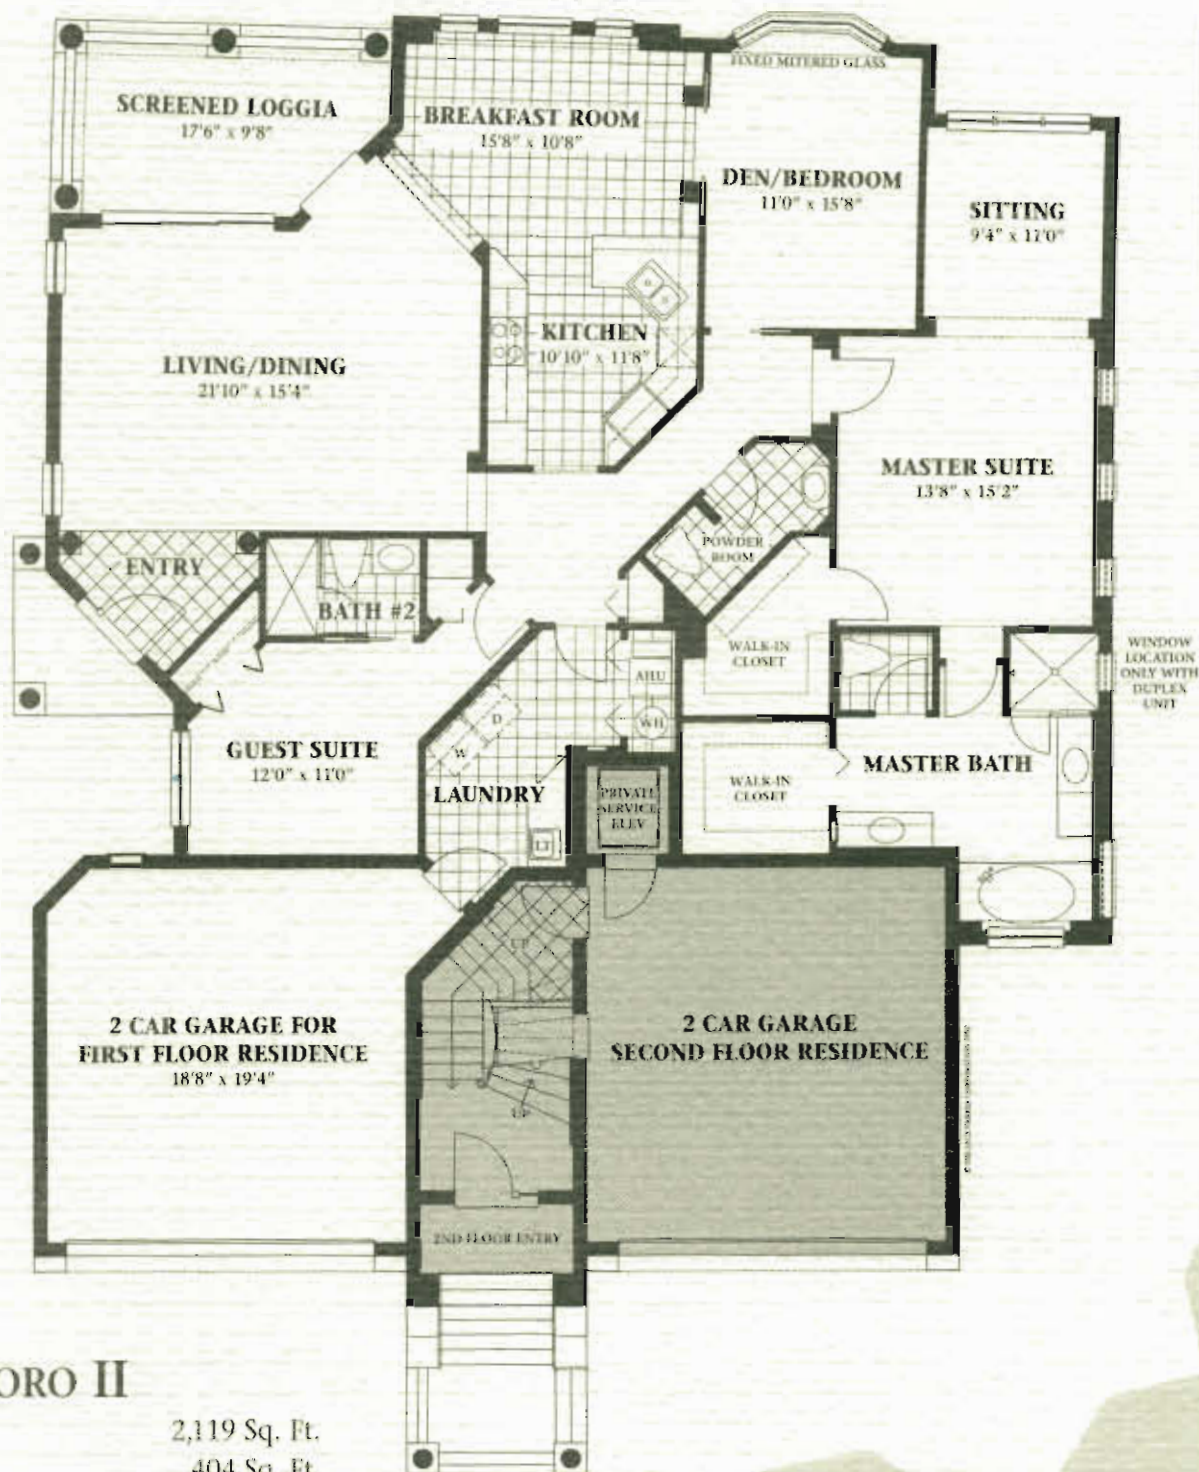 FIXED MITERED GLASS
SCREENED LOGGIA
17'6" x 9'8"
BREAKFAST ROOM
15'8" x 10'8"
DEN/BEDROOM
11'0" x 15'8"
SITTING
9'4" x 11'0"
KITCHEN
10'10" x 11'8"
LIVING/DINING
21'10" x 15'4"
MASTER SUITE
13'8" x 15'2"
POWDER
ROOM
ENTRY
BATH #2
WALK-IN
CLOSET
AHU
WH
D
W
WINDOW
LOCATION
ONLY WITH
DUPLEX
UNIT
GUEST SUITE
12'0" x 11'0"
LAUNDRY
PRIVATE
SERVICE
ELEV
WALK-IN
CLOSET
MASTER BATH
LT
UP
2 CAR GARAGE FOR
FIRST FLOOR RESIDENCE
18'8" x 19'4"
2 CAR GARAGE
SECOND FLOOR RESIDENCE
UP
2ND FLOOR ENTRY
ORO II
2,119 Sq. Ft.
404 Sq. Ft.